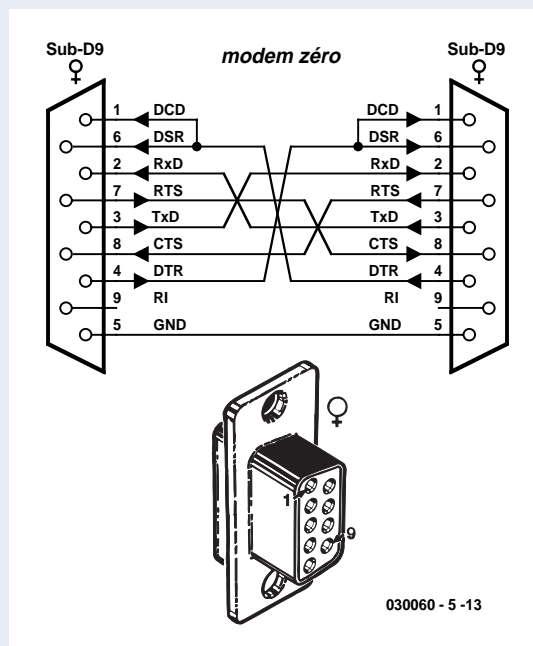 Sub-D9 modem zéro Sub-D9
1 DCD DCD 1
6 DSR DSR 6
2 RxD RxD 2
7 RTS RTS 7
3 TxD TxD 3
8 CTS CTS 8
4 DTR DTR 4
9 RI RI 9
5 GND GND 5
1
9
030060 - 5 -13